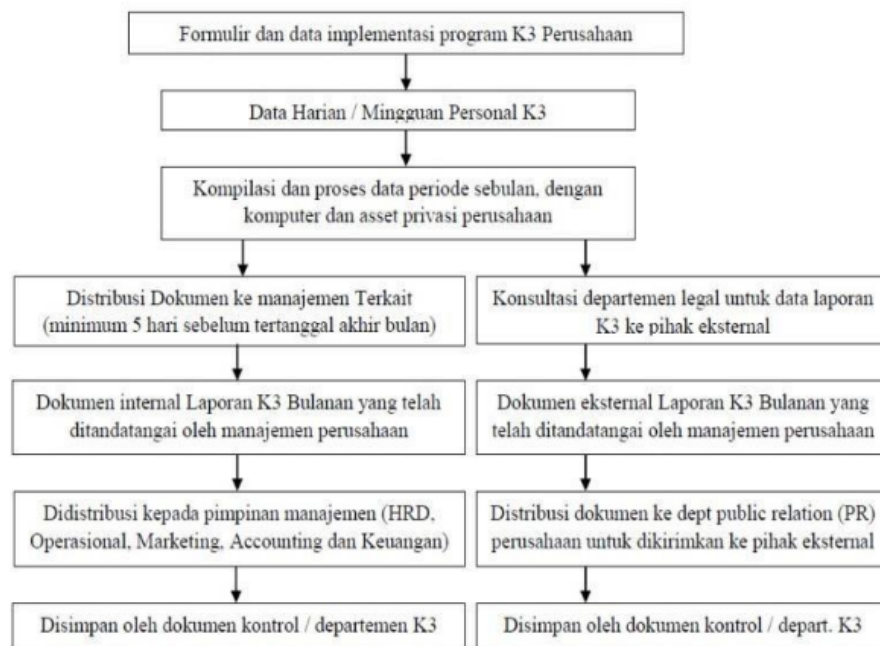 Formulir dan data implementasi program K3 Perusahaan
Data Harian / Mingguan Personal K3
Kompilasi dan proses data periode sebulan, dengan
komputer dan asset privasi perusahaan
Distribusi Dokumen ke manajemen Terkait
(minimum 5 hari sebelum tertanggal akhir bulan)
Konsultasi departemen legal untuk data laporan
K3 ke pihak eksternal
Dokumen internal Laporan K3 Bulanan yang telah
ditandatangai oleh manajemen perusahaan
Dokumen eksternal Laporan K3 Bulanan yang
telah ditandatangai oleh manajemen perusahaan
Didistribusi kepada pimpinan manajemen (HRD,
Operasional, Marketing, Accounting dan Keuangan)
Distribusi dokumen ke dept public relation (PR)
perusahaan untuk dikirimkan ke pihak eksternal
Disimpan oleh dokumen kontrol / departemen K3
Disimpan oleh dokumen kontrol / depart. K3